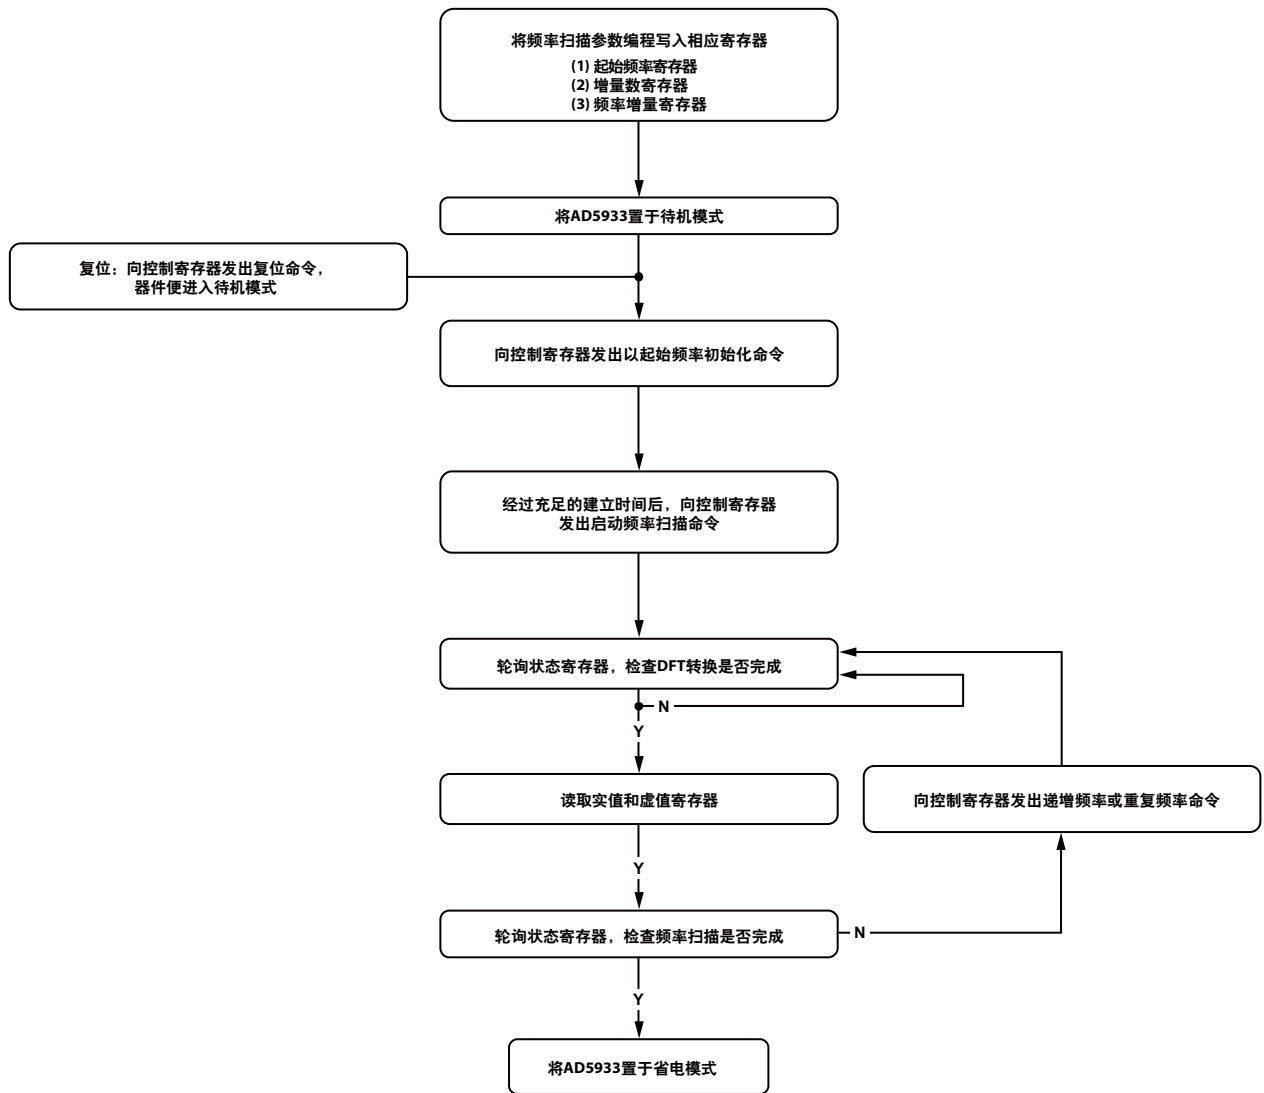 将频率扫描参数编程写入相应寄存器
(1) 起始频率寄存器
(2) 增量数寄存器
(3) 频率增量寄存器
将AD5933置于待机模式
复位：向控制寄存器发出复位命令，
器件便进入待机模式
向控制寄存器发出以起始频率初始化命令
经过充足的建立时间后，向控制寄存器
发出启动频率扫描命令
轮询状态寄存器，检查DFT转换是否完成
N
Y
读取实值和虚值寄存器
向控制寄存器发出递增频率或重复频率命令
Y
轮询状态寄存器，检查频率扫描是否完成
N
Y
将AD5933置于省电模式